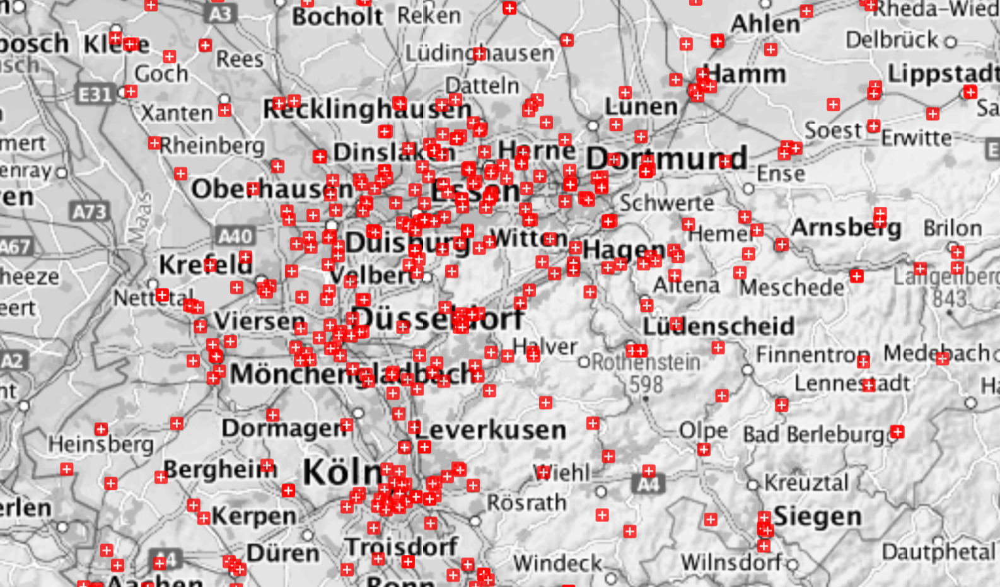 A3
Bocholt
Reken
Ahlen
Delbrück
Kleve
Rees
Lüdinghausen
Goch
Hamm
Lippstadt
E31
Datteln
Xanten
Recklinghausen
Lünen
Soest
Erwitte
Rheinberg
Dinslaken
Herne
Dortmund
Ense
Oberhausen
Essen
Schwerte
A73
Maas
A40
Arnsberg
Brilon
A67
Duisburg
Witten
Hagen
Hemer
Krefeld
Velbert
Altena
Meschede
Langenberg
843
Nettetal
Viersen
Düsseldorf
Lüdenscheid
A2
Halver
Rothenstein
598
Finnentrop
Medebach
Mönchengladbach
Lennestadt
Dormagen
Leverkusen
Olpe
Bad Berleburg
Heinsberg
Bergheim
Köln
Wiehl
A4
Kreuztal
Rösrath
Kerpen
Siegen
Troisdorf
A4
Düren
Windeck
Wilnsdorf
Dautphetal
Aachen
Bonn